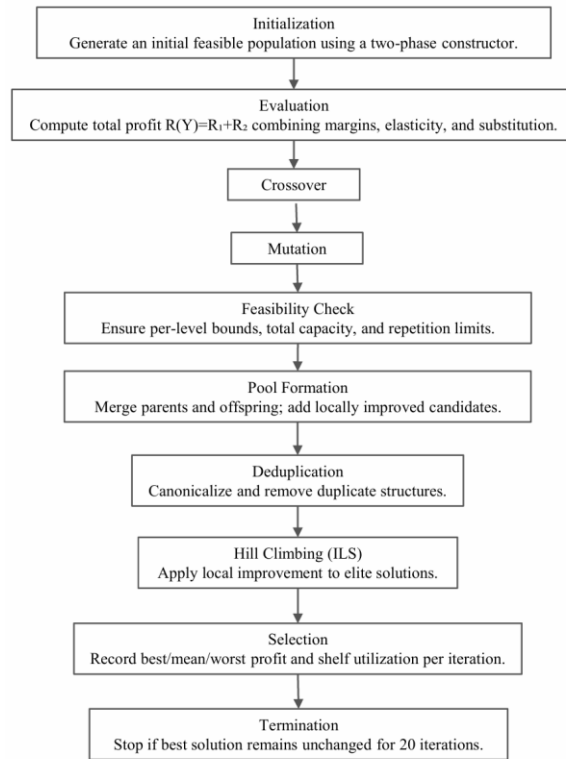 Initialization
Generate an initial feasible population using a two-phase constructor.
Evaluation
Compute total profit R(Y)=R₁+R₂ combining margins, elasticity, and substitution.
Crossover
Mutation
Feasibility Check
Ensure per-level bounds, total capacity, and repetition limits.
Pool Formation
Merge parents and offspring; add locally improved candidates.
Deduplication
Canonicalize and remove duplicate structures.
Hill Climbing (ILS)
Apply local improvement to elite solutions.
Selection
Record best/mean/worst profit and shelf utilization per iteration.
Termination
Stop if best solution remains unchanged for 20 iterations.